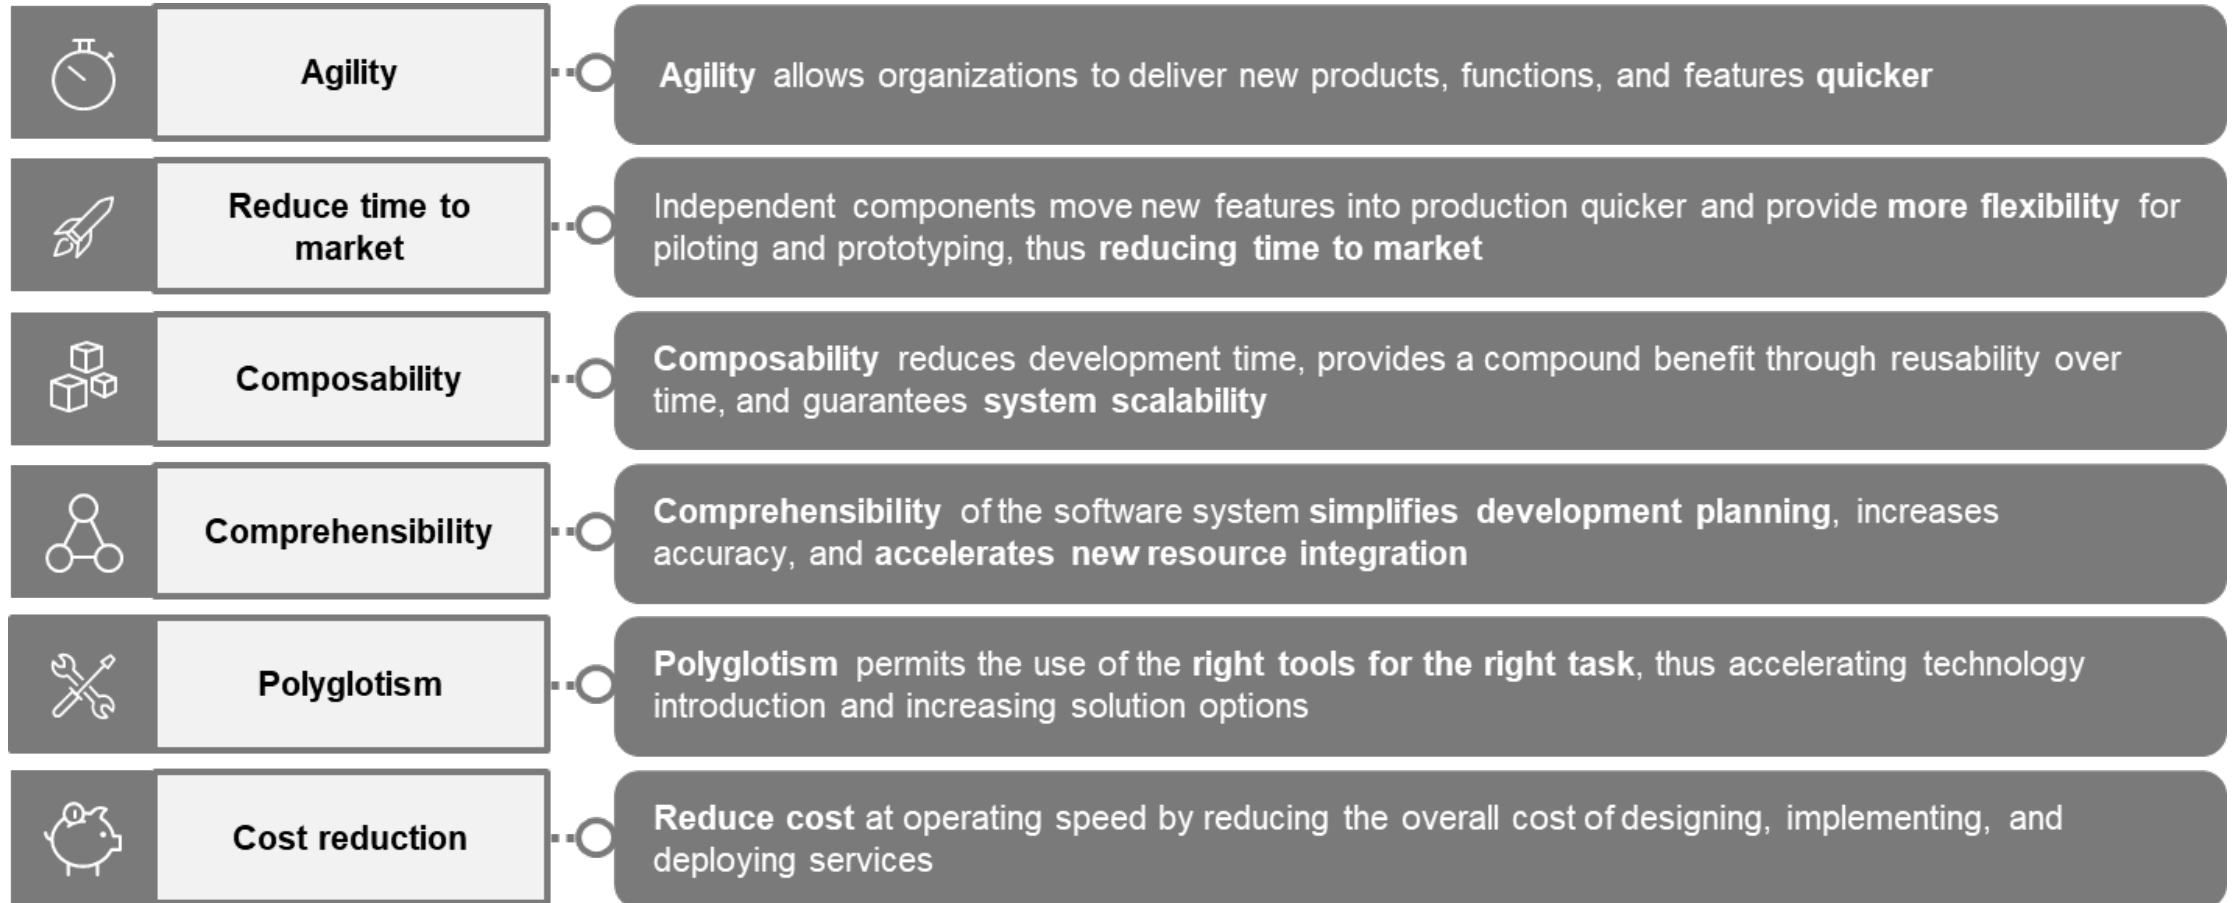 Agility
Agility allows organizations to deliver new products, functions, and features quicker
Reduce time to
market
Independent components move new features into production quicker and provide more flexibility for
piloting and prototyping, thus reducing time to market
Composability
Composability reduces development time, provides a compound benefit through reusability over
time, and guarantees system scalability
Comprehensibility
Comprehensibility of the software system simplifies development planning, increases
accuracy, and accelerates new resource integration
Polyglotism
Polyglotism permits the use of the right tools for the right task, thus accelerating technology
introduction and increasing solution options
Cost reduction
Reduce cost at operating speed by reducing the overall cost of designing, implementing, and
deploying services